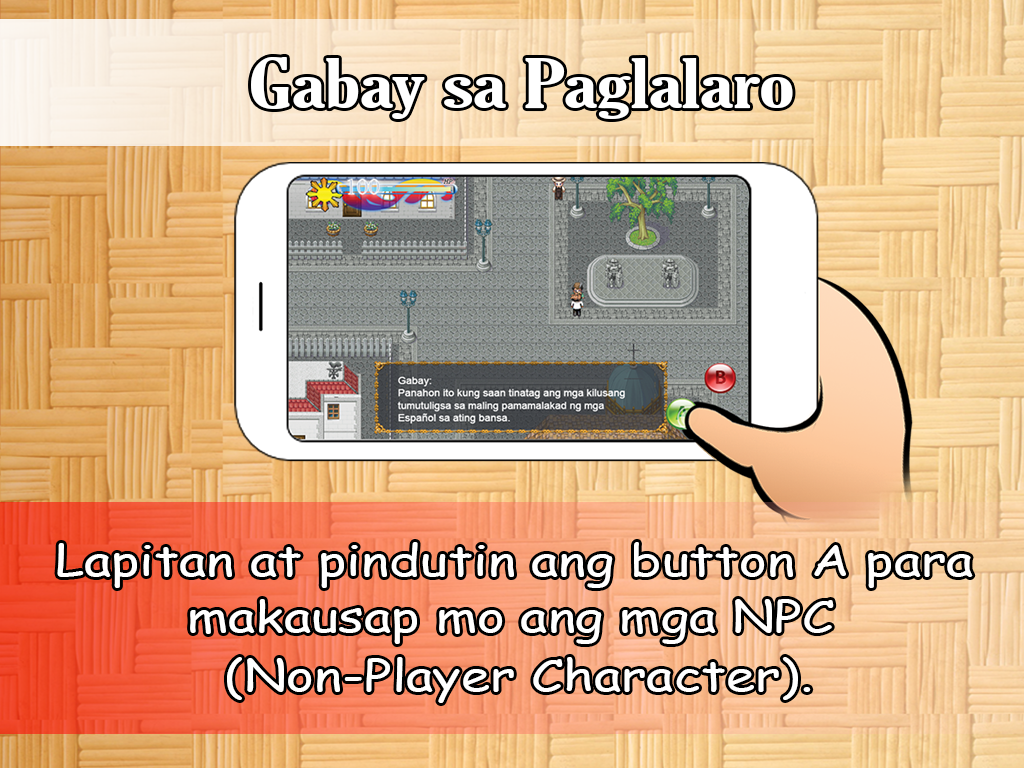 Gabay sa Paglalaro
100
Gabay:
Panahon ito kung saan tinatag ang mga kilusang
tumutuligsa sa maling pamamalakad ng mga
Español sa ating bansa.
B
Lapitan at pindutin ang button A para
makausap mo ang mga NPC
(Non-Player Character).